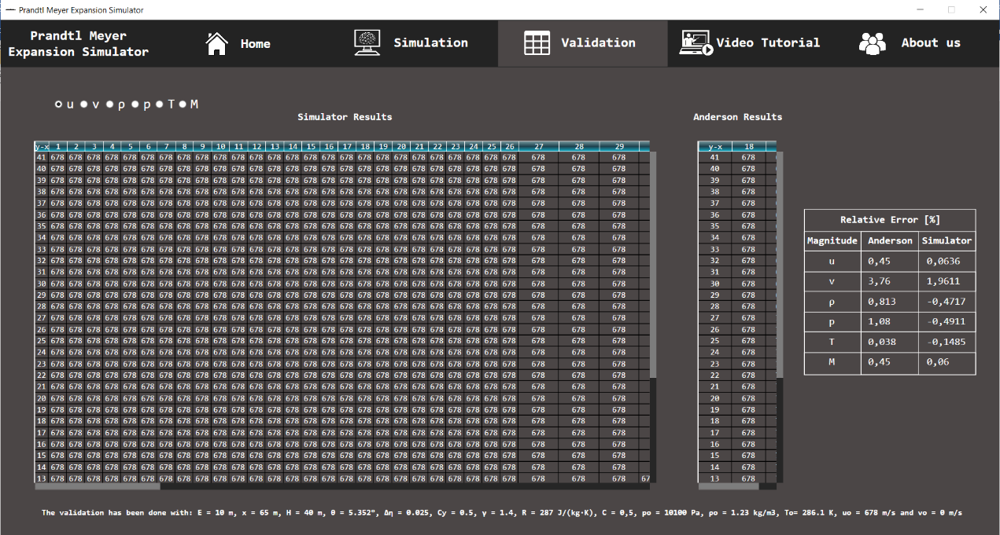 Prandtl Meyer Expansion Simulator
Prandtl Meyer
Expansion Simulator
Home
Simulation
Validation
Video Tutorial
About us
u v ρ p T M
Simulator Results
y-x 1 2 3 4 5 6 7 8 9 10 11 12 13 14 15 16 17 18 19 20 21 22 23 24 25 26 27 28 29
41 678 678 678 678 678 678 678 678 678 678 678 678 678 678 678 678 678 678 678 678 678 678 678 678 678 678 678 678 678
40 678 678 678 678 678 678 678 678 678 678 678 678 678 678 678 678 678 678 678 678 678 678 678 678 678 678 678 678 678
39 678 678 678 678 678 678 678 678 678 678 678 678 678 678 678 678 678 678 678 678 678 678 678 678 678 678 678 678 678
38 678 678 678 678 678 678 678 678 678 678 678 678 678 678 678 678 678 678 678 678 678 678 678 678 678 678 678 678 678
37 678 678 678 678 678 678 678 678 678 678 678 678 678 678 678 678 678 678 678 678 678 678 678 678 678 678 678 678 678
36 678 678 678 678 678 678 678 678 678 678 678 678 678 678 678 678 678 678 678 678 678 678 678 678 678 678 678 678 678
35 678 678 678 678 678 678 678 678 678 678 678 678 678 678 678 678 678 678 678 678 678 678 678 678 678 678 678 678 678
34 678 678 678 678 678 678 678 678 678 678 678 678 678 678 678 678 678 678 678 678 678 678 678 678 678 678 678 678 678
33 678 678 678 678 678 678 678 678 678 678 678 678 678 678 678 678 678 678 678 678 678 678 678 678 678 678 678 678 678
32 678 678 678 678 678 678 678 678 678 678 678 678 678 678 678 678 678 678 678 678 678 678 678 678 678 678 678 678 678
31 678 678 678 678 678 678 678 678 678 678 678 678 678 678 678 678 678 678 678 678 678 678 678 678 678 678 678 678 678
30 678 678 678 678 678 678 678 678 678 678 678 678 678 678 678 678 678 678 678 678 678 678 678 678 678 678 678 678 678
29 678 678 678 678 678 678 678 678 678 678 678 678 678 678 678 678 678 678 678 678 678 678 678 678 678 678 678 678 678
28 678 678 678 678 678 678 678 678 678 678 678 678 678 678 678 678 678 678 678 678 678 678 678 678 678 678 678 678 678
27 678 678 678 678 678 678 678 678 678 678 678 678 678 678 678 678 678 678 678 678 678 678 678 678 678 678 678 678 678
26 678 678 678 678 678 678 678 678 678 678 678 678 678 678 678 678 678 678 678 678 678 678 678 678 678 678 678 678 678
25 678 678 678 678 678 678 678 678 678 678 678 678 678 678 678 678 678 678 678 678 678 678 678 678 678 678 678 678 678
24 678 678 678 678 678 678 678 678 678 678 678 678 678 678 678 678 678 678 678 678 678 678 678 678 678 678 678 678 678
23 678 678 678 678 678 678 678 678 678 678 678 678 678 678 678 678 678 678 678 678 678 678 678 678 678 678 678 678 678
22 678 678 678 678 678 678 678 678 678 678 678 678 678 678 678 678 678 678 678 678 678 678 678 678 678 678 678 678 678
21 678 678 678 678 678 678 678 678 678 678 678 678 678 678 678 678 678 678 678 678 678 678 678 678 678 678 678 678 678
20 678 678 678 678 678 678 678 678 678 678 678 678 678 678 678 678 678 678 678 678 678 678 678 678 678 678 678 678 678
19 678 678 678 678 678 678 678 678 678 678 678 678 678 678 678 678 678 678 678 678 678 678 678 678 678 678 678 678 678
18 678 678 678 678 678 678 678 678 678 678 678 678 678 678 678 678 678 678 678 678 678 678 678 678 678 678 678 678 678
17 678 678 678 678 678 678 678 678 678 678 678 678 678 678 678 678 678 678 678 678 678 678 678 678 678 678 678 678 678
16 678 678 678 678 678 678 678 678 678 678 678 678 678 678 678 678 678 678 678 678 678 678 678 678 678 678 678 678 678
15 678 678 678 678 678 678 678 678 678 678 678 678 678 678 678 678 678 678 678 678 678 678 678 678 678 678 678 678 678
14 678 678 678 678 678 678 678 678 678 678 678 678 678 678 678 678 678 678 678 678 678 678 678 678 678 678 678 678 678
13 678 678 678 678 678 678 678 678 678 678 678 678 678 678 678 678 678 678 678 678 678 678 678 678 678 678 678 678 678 67
Anderson Results
y-x 18
41 678
40 678
39 678
38 678
37 678
36 678
35 678
34 678
33 678
32 678
31 678
30 678
29 678
28 678
27 678
26 678
25 678
24 678
23 678
22 678
21 678
20 678
19 678
18 678
17 678
16 678
15 678
14 678
13 678
Relative Error [%]
Magnitude Anderson Simulator
u 0,45 0,0636
v 3,76 1,9611
ρ 0,813 -0,4717
p 1,08 -0,4911
T 0,038 -0,1485
M 0,45 0,06
The validation has been done with: E = 10 m, x = 65 m, H = 40 m, θ = 5.352º, Δη = 0.025, Cy = 0.5, γ = 1.4, R = 287 J/(kg·K), C = 0,5, po = 10100 Pa, ρo = 1.23 kg/m3, To= 286.1 K, uo = 678 m/s and vo = 0 m/s